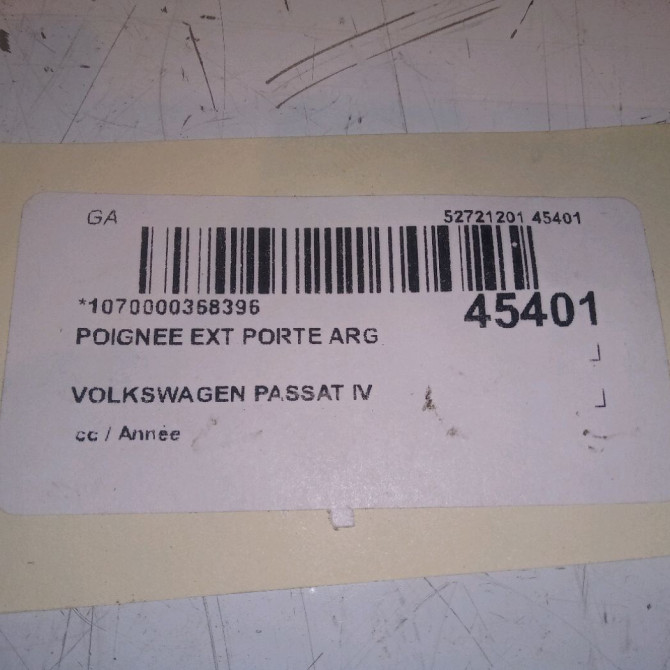 GA 52721201 45401
*1070000368396 45401
POIGNEE EXT PORTE ARG
VOLKSWAGEN PASSAT IV
cc / Année